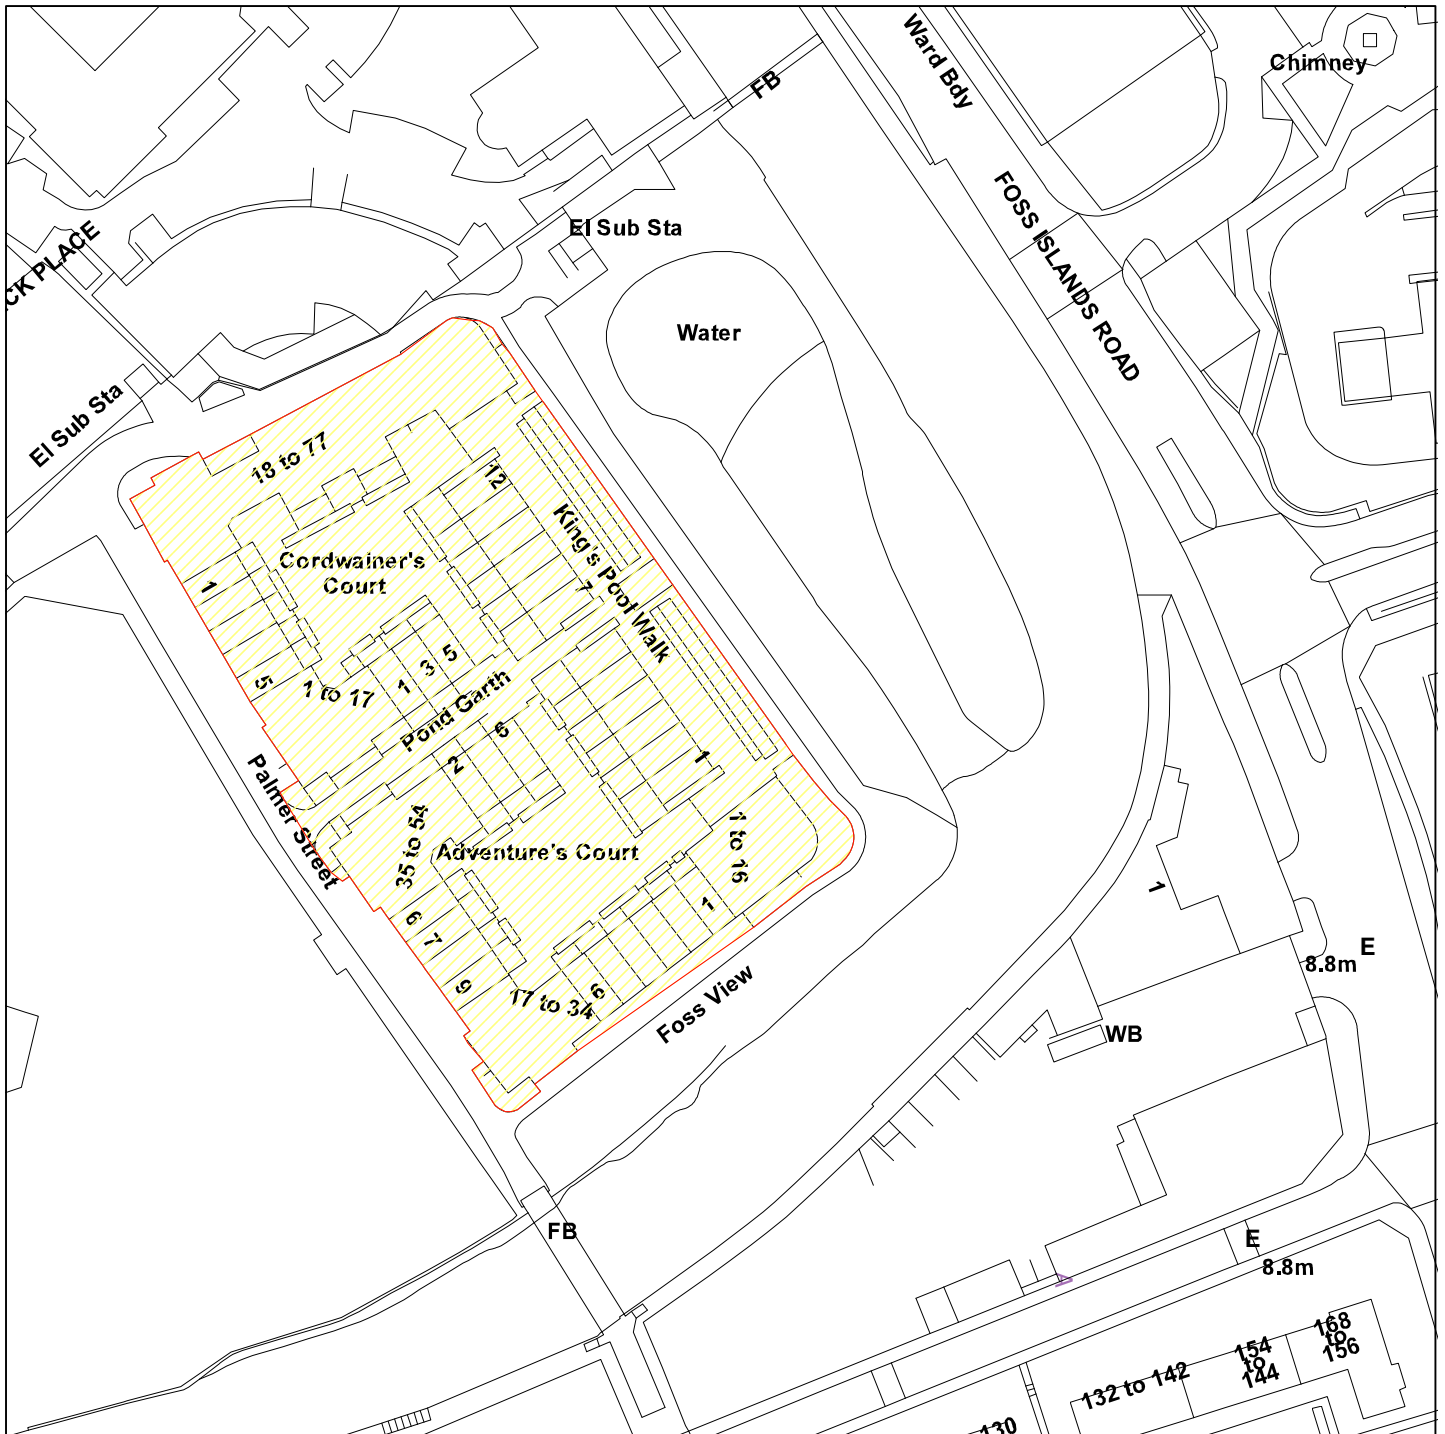 Ward Bdy
Chimney
FB
CK PLACE
El Sub Sta
FOSS ISLANDS ROAD
Water
El Sub Sta
18 to 77
12
King's Pool Walk
Cordwainer's
Court
1
7
5
3
1
5
1 to 17
Pond Garth
6
2
1
Palmer Street
35 to 54
Adventure's Court
1 to 16
1
6
7
9
17 to 34
6
1
Foss View
E
8.8m
WB
FB
E
8.8m
168
to
156
154
to
144
132 to 142
130